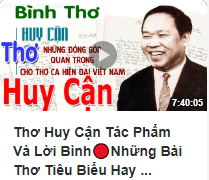 Bình Thơ
HUY CẬN
NHỮNG ĐÓNG GÓP
Thơ
QUAN TRỌNG
CHO THƠ CA HIỆN ĐẠI VIỆT NAM
Huy Cận
7:40:05
Thơ Huy Cận Tác Phẩm
Và Lời Bình🔴Những Bài
Thơ Tiêu Biểu Hay ...